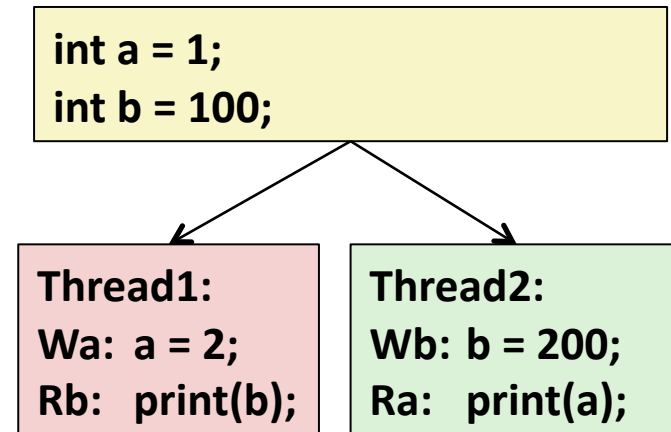 int a = 1;
int b = 100;
Thread1:
Wa: a = 2;
Rb: print(b);
Thread2:
Wb: b = 200;
Ra: print(a);